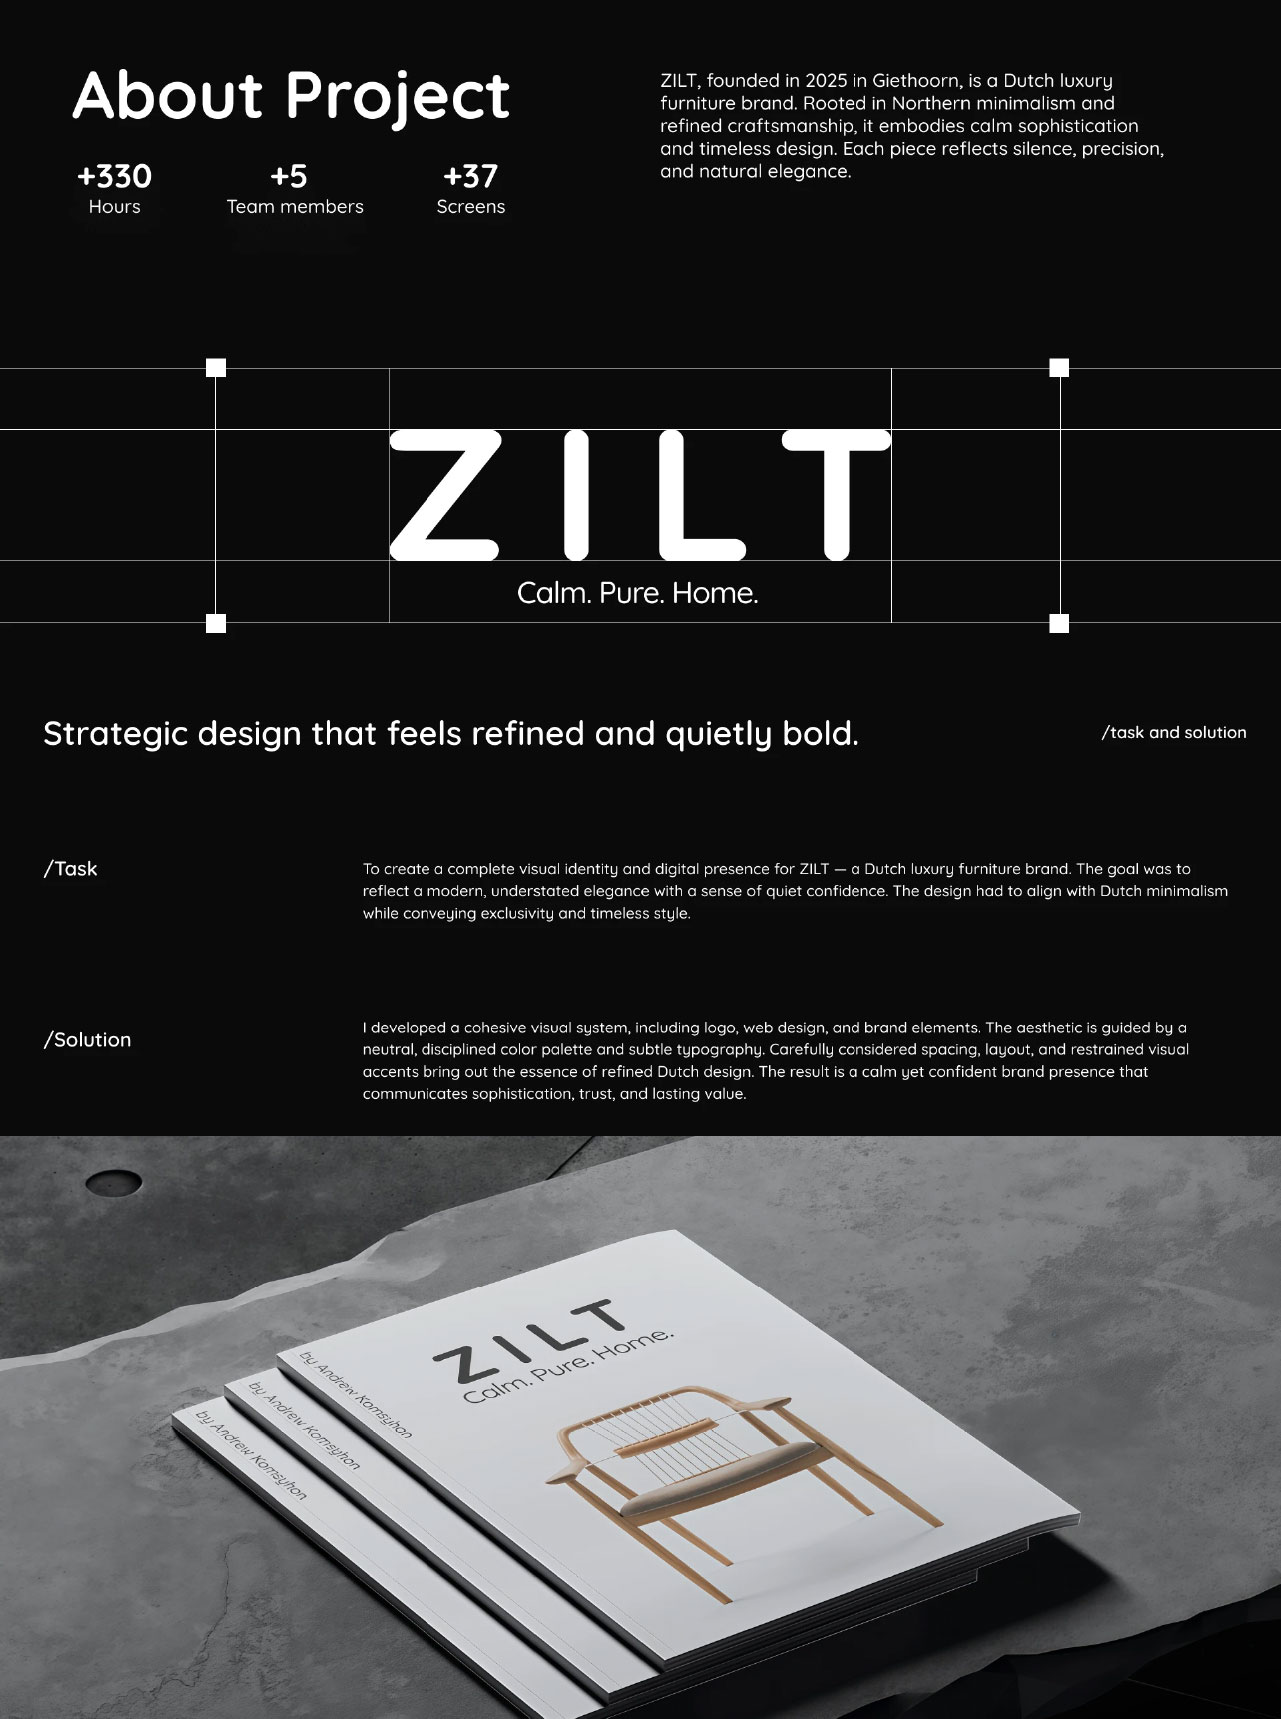 About Project
+330
Hours
+5
Team members
+37
Screens
ZILT, founded in 2025 in Giethoorn, is a Dutch luxury
furniture brand. Rooted in Northern minimalism and
refined craftsmanship, it embodies calm sophistication
and timeless design. Each piece reflects silence, precision,
and natural elegance.
ZILT
Calm. Pure. Home.
Strategic design that feels refined and quietly bold.
/task and solution
/Task
To create a complete visual identity and digital presence for ZILT — a Dutch luxury furniture brand. The goal was to
reflect a modern, understated elegance with a sense of quiet confidence. The design had to align with Dutch minimalism
while conveying exclusivity and timeless style.
/Solution
I developed a cohesive visual system, including logo, web design, and brand elements. The aesthetic is guided by a
neutral, disciplined color palette and subtle typography. Carefully considered spacing, layout, and restrained visual
accents bring out the essence of refined Dutch design. The result is a calm yet confident brand presence that
communicates sophistication, trust, and lasting value.
ZILT
Calm. Pure. Home.
by Andrew Komsyhon
by Andrew Komsyhon
by Andrew Komsyhon